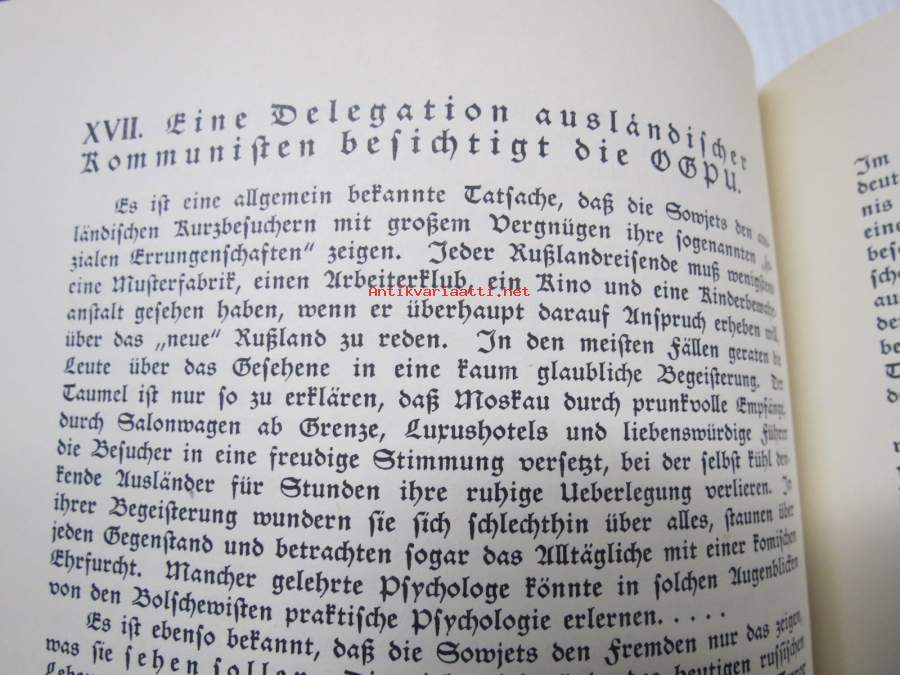 XVII. Eine Delegation ausländischer
Kommunisten besichtigt die OGPU.
Es ist eine allgemein bekannte Tatsache, daß die Sowjets den aus-
ländischen Kurzbesuchern mit großem Vergnügen ihre sogenannten
zialen Errungenschaften“ zeigen. Jeder Rußlandreisende muß wenigstens
eine Musterfabrik, einen Arbeiterklub, ein Kino und eine Kinderbewahr-
Antikvariaatti.net
anstalt gesehen haben, wenn er überhaupt darauf Anspruch erheben will,
über das „neue“ Rußland zu reden. In den meisten Fällen geraten die
Leute über das Gesehene in eine kaum glaubliche Begeisterung. Der
Taumel ist nur so zu erklären, daß Moskau durch prunkvolle Empfänge,
durch Salonwagen ab Grenze, Luxushotels und liebenswürdige Führer
die Besucher in eine freudige Stimmung versetzt, bei der selbst kühl den-
kende Ausländer für Stunden ihre ruhige Ueberlegung verlieren. In
ihrer Begeisterung wundern sie sich schlechthin über alles, staunen über
jeden Gegenstand und betrachten sogar das Alltägliche mit einer komischen
Ehrfurcht. Mancher gelehrte Psychologe könnte in solchen Augenblicken
von den Bolschewisten praktische Psychologie erlernen. . . . .
Es ist ebenso bekannt, daß die Sowjets den Fremden nur das zeigen,
was sie sehen sollen. heutigen russischen
Im
deut
nis
eine
bese
sche
au
der
be
T
de